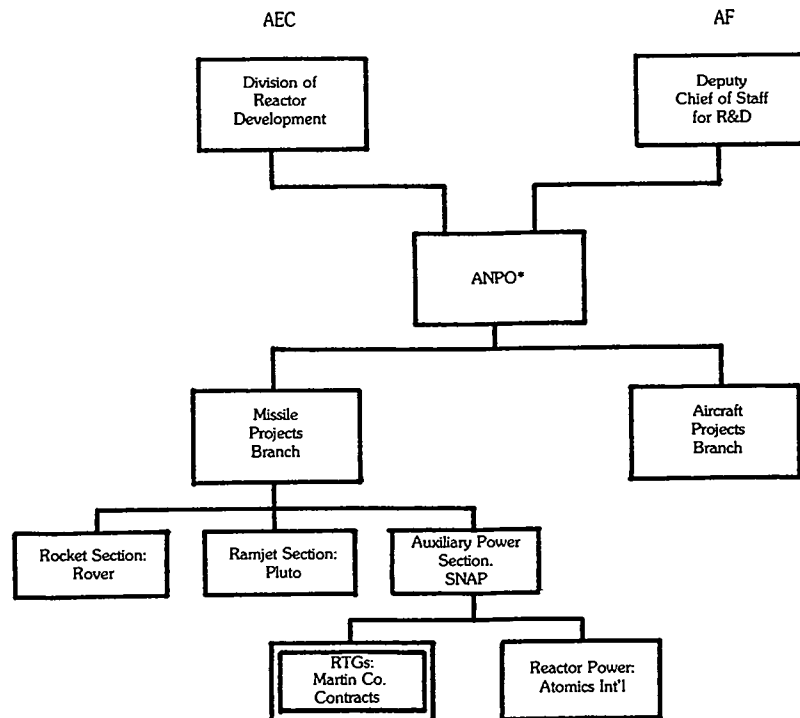 AEC
AF
Division of
Reactor
Development
Deputy
Chief of Staff
for R&D
ANPO*
Missile
Projects
Branch
Aircraft
Projects
Branch
Rocket Section:
Rover
Ramjet Section:
Pluto
Auxiliary Power
Section.
SNAP
RTGs:
Martin Co.
Contracts
Reactor Power:
Atomics Int'l